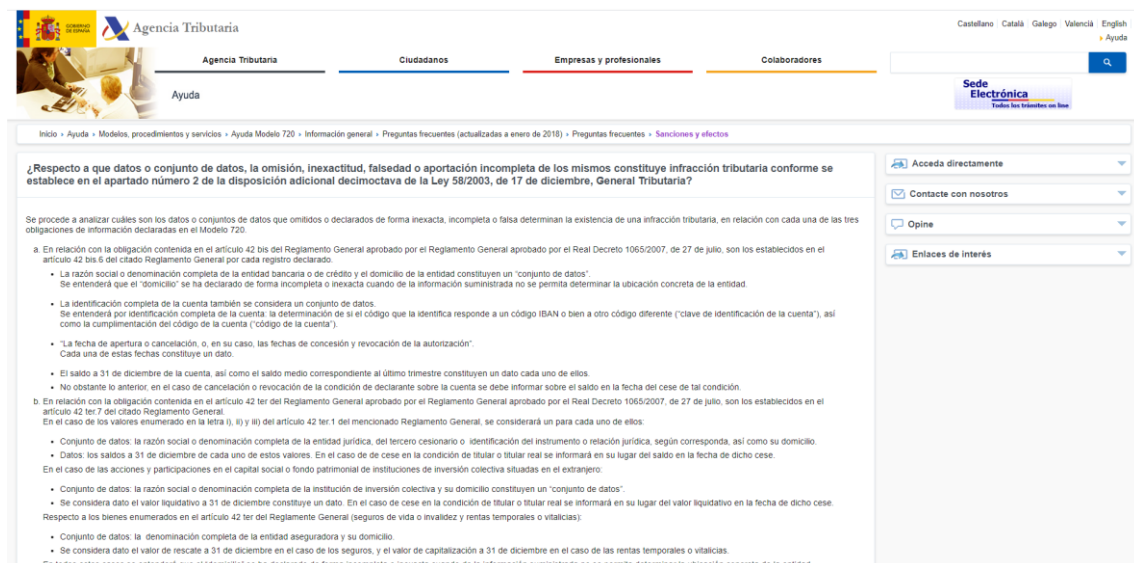 GOBIERNO
DE ESPAÑA
Agencia Tributaria
Castellano Català Galego Valencià English
Ayuda
Agencia Tributaria
Ciudadanos
Empresas y profesionales
Colaboradores
Ayuda
Sede
Electrónica
Todos los trámites on line
Inicio › Ayuda › Modelos, procedimientos y servicios › Ayuda Modelo 720 › Información general › Preguntas frecuentes (actualizadas a enero de 2018) › Preguntas frecuentes › Sanciones y efectos
¿Respecto a que datos o conjunto de datos, la omisión, inexactitud, falsedad o aportación incompleta de los mismos constituye infracción tributaria conforme se
establece en el apartado número 2 de la disposición adicional decimoctava de la Ley 58/2003, de 17 de diciembre, General Tributaria?
Acceda directamente
Contacte con nosotros
Opine
Enlaces de interés
Se procede a analizar cuáles son los datos o conjuntos de datos que omitidos o declarados de forma inexacta, incompleta o falsa determinan la existencia de una infracción tributaria, en relación con cada una de las tres
obligaciones de información declaradas en el Modelo 720.
a. En relación con la obligación contenida en el artículo 42 bis del Reglamento General aprobado por el Reglamento General aprobado por el Real Decreto 1065/2007, de 27 de julio, son los establecidos en el
artículo 42 bis.6 del citado Reglamento General por cada registro declarado.
• La razón social o denominación completa de la entidad bancaria o de crédito y el domicilio de la entidad constituyen un "conjunto de datos".
Se entenderá que el "domicilio" se ha declarado de forma incompleta o inexacta cuando de la información suministrada no se permita determinar la ubicación concreta de la entidad.
• La identificación completa de la cuenta también se considera un conjunto de datos.
Se entenderá por identificación completa de la cuenta: la determinación de si el código que la identifica responde a un código IBAN o bien a otro código diferente ("clave de identificación de la cuenta"), así
como la cumplimentación del código de la cuenta ("código de la cuenta").
• "La fecha de apertura o cancelación, o, en su caso, las fechas de concesión y revocación de la autorización".
Cada una de estas fechas constituye un dato.
• El saldo a 31 de diciembre de la cuenta, así como el saldo medio correspondiente al último trimestre constituyen un dato cada uno de ellos.
• No obstante lo anterior, en el caso de cancelación o revocación de la condición de declarante sobre la cuenta se debe informar sobre el saldo en la fecha del cese de tal condición.
b. En relación con la obligación contenida en el artículo 42 ter del Reglamento General aprobado por el Reglamento General aprobado por el Real Decreto 1065/2007, de 27 de julio, son los establecidos en el
artículo 42 ter.7 del citado Reglamento General.
En el caso de los valores enumerado en la letra i), ii) y iii) del artículo 42 ter.1 del mencionado Reglamento General, se considerará un para cada uno de ellos:
• Conjunto de datos: la razón social o denominación completa de la entidad jurídica, del tercero cesionario o identificación del instrumento o relación jurídica, según corresponda, así como su domicilio.
• Datos: los saldos a 31 de diciembre de cada uno de estos valores. En el caso de de cese en la condición de titular o titular real se informará en su lugar del saldo en la fecha de dicho cese.
En el caso de las acciones y participaciones en el capital social o fondo patrimonial de instituciones de inversión colectiva situadas en el extranjero:
• Conjunto de datos: la razón social o denominación completa de la institución de inversión colectiva y su domicilio constituyen un "conjunto de datos".
• Se considera dato el valor liquidativo a 31 de diciembre constituye un dato. En el caso de cese en la condición de titular o titular real se informará en su lugar del valor liquidativo en la fecha de dicho cese.
Respecto a los bienes enumerados en el artículo 42 ter del Reglamente General (seguros de vida o invalidez y rentas temporales o vitalicias):
• Conjunto de datos: la denominación completa de la entidad aseguradora y su domicilio.
• Se considera dato el valor de rescate a 31 de diciembre en el caso de los seguros, y el valor de capitalización a 31 de diciembre en el caso de las rentas temporales o vitalicias.